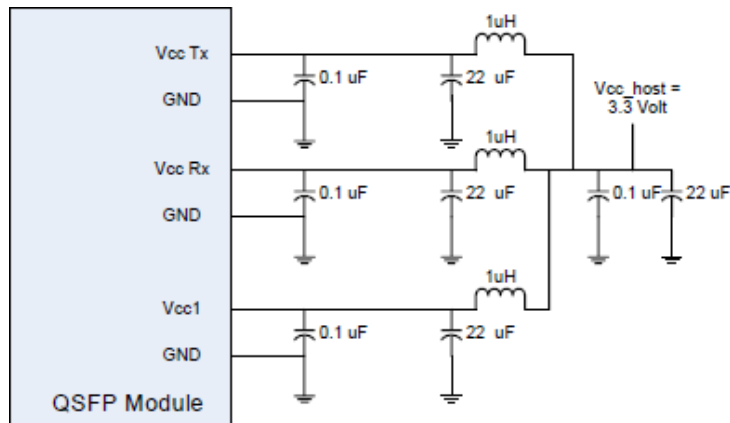 1uH
Vcc Tx
0.1 uF
22 uF
GND
Vcc_host =
3.3 Volt
1uH
Vcc Rx
0.1 uF
22 uF
0.1 uF
22 uF
GND
1uH
Vcc1
0.1 uF
22 uF
GND
QSFP Module